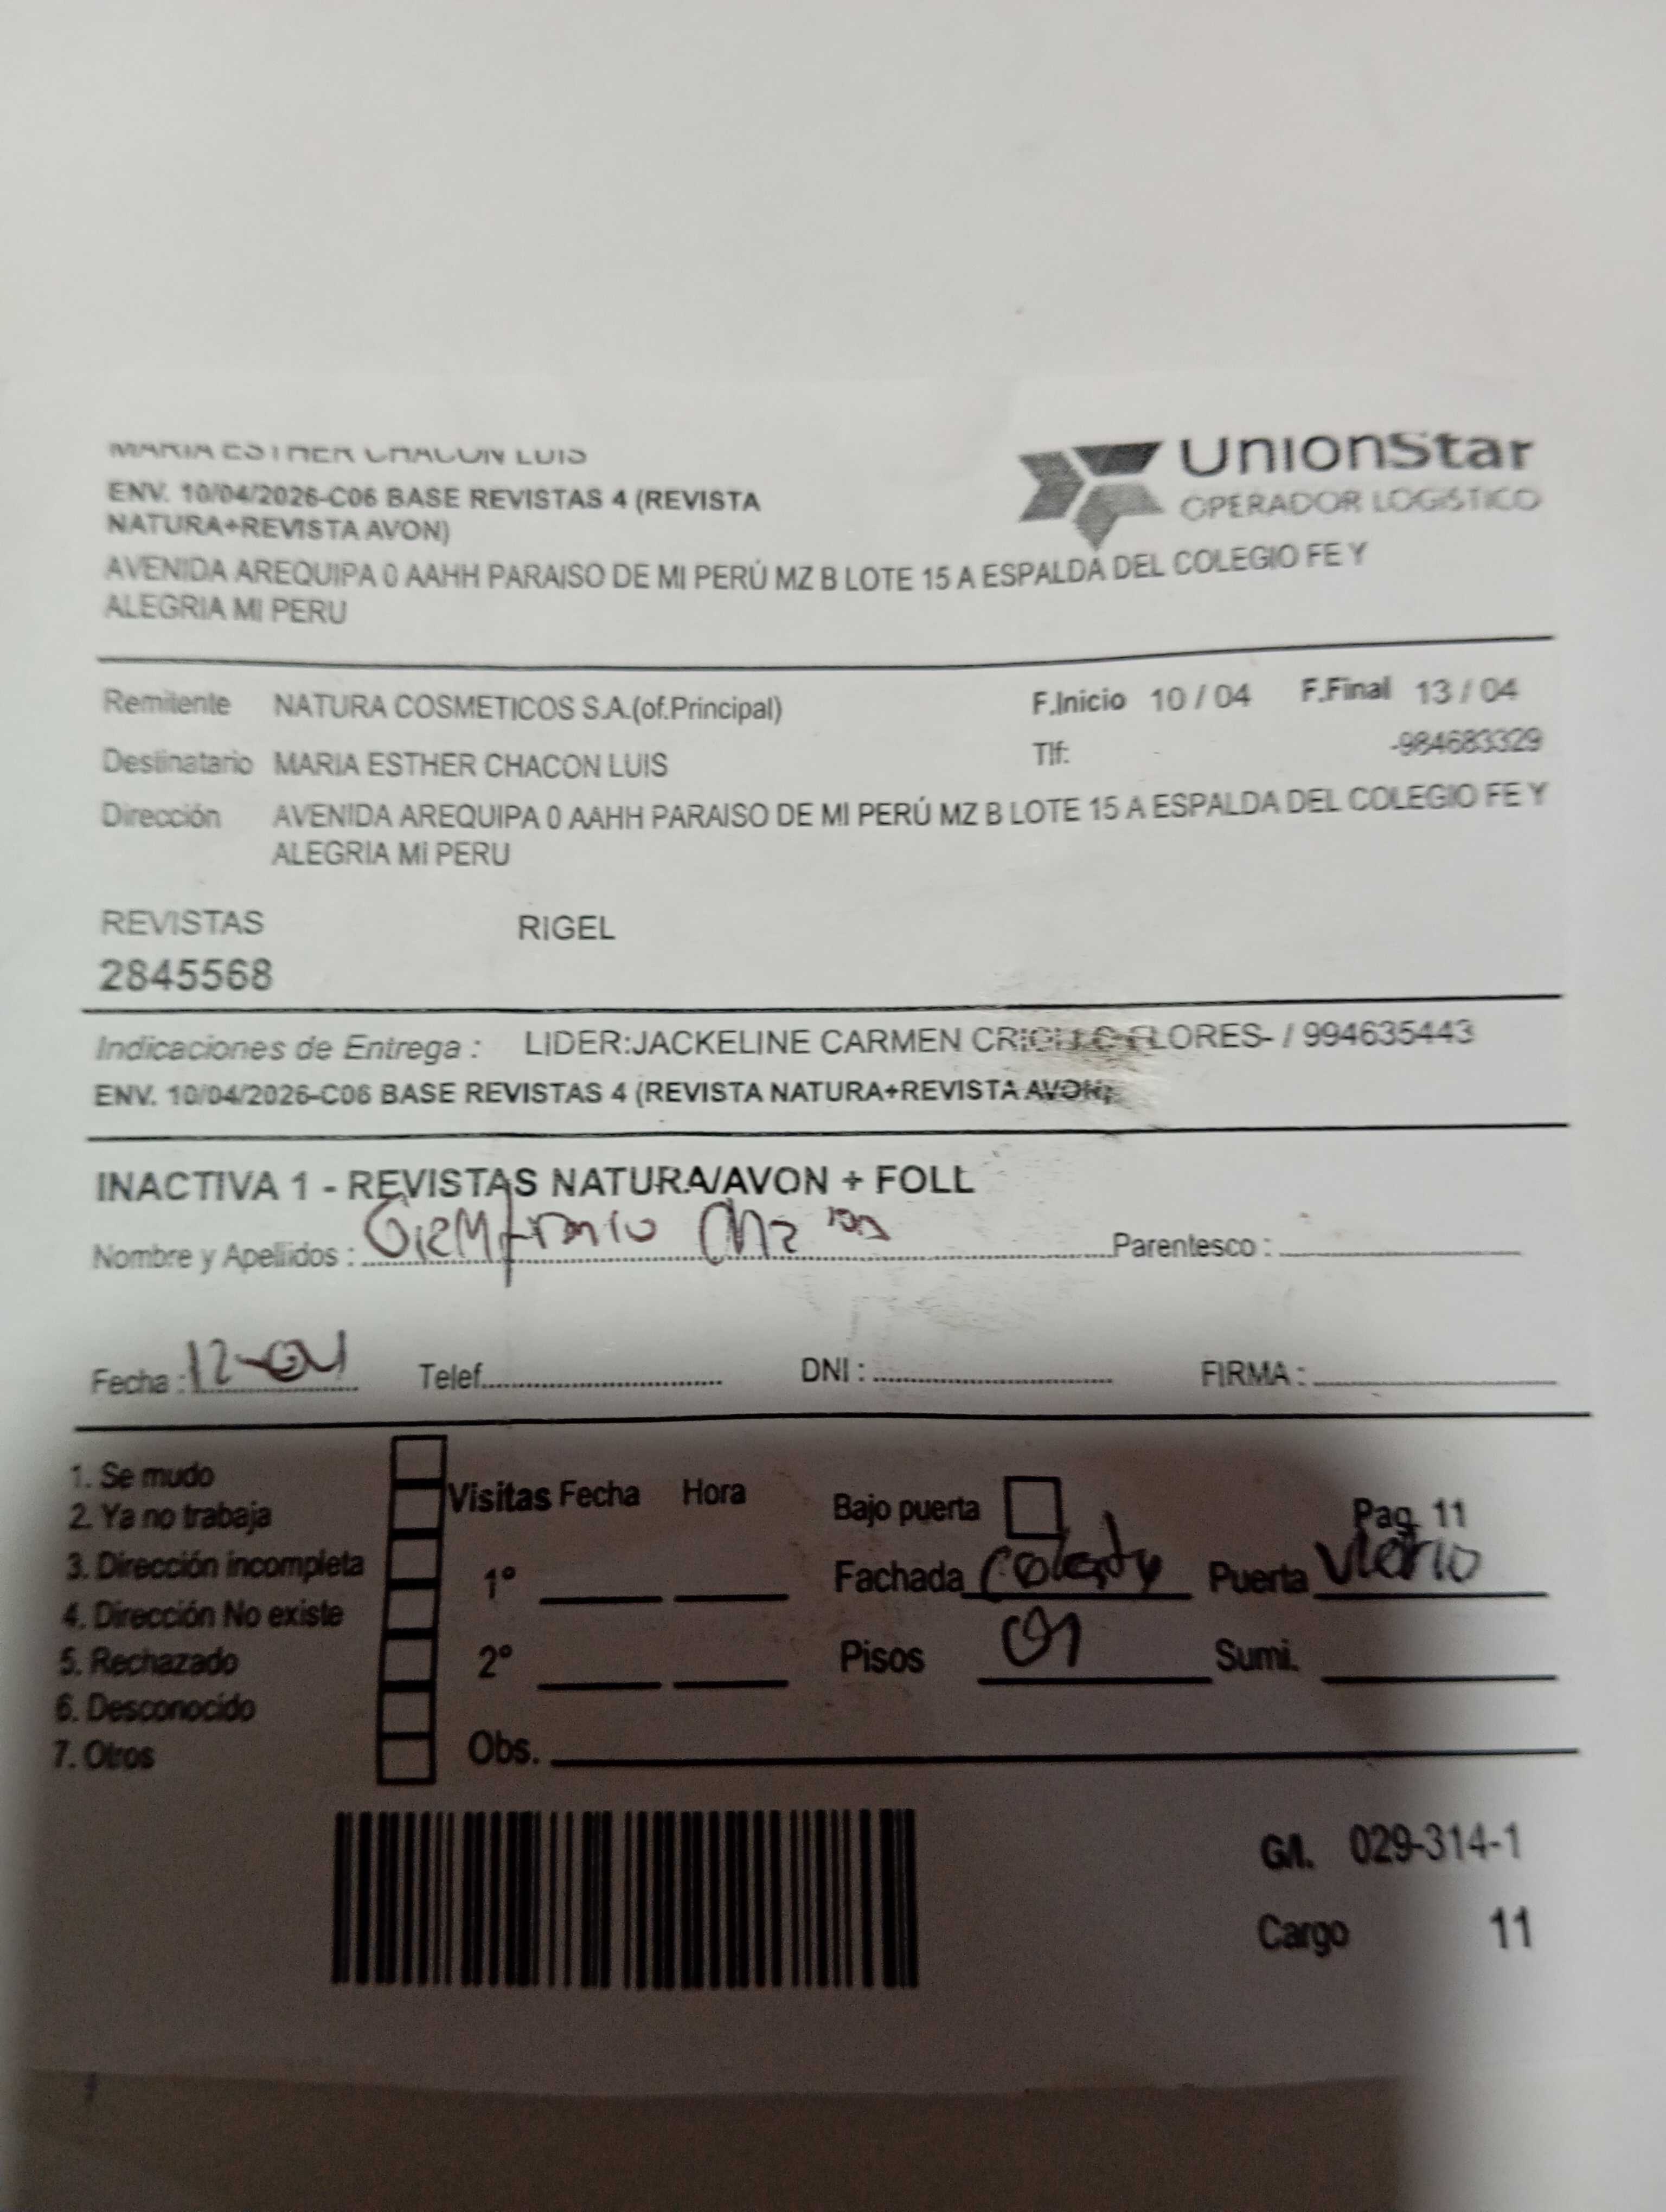 MARIA ESTHER CHACON LUIS
UnionStar
OPERADOR LOGISTICO
ENV. 10/04/2026-C06 BASE REVISTAS 4 (REVISTA
NATURA+REVISTA AVON)
AVENIDA AREQUIPA 0 AAHH PARAISO DE MI PERÚ MZ B LOTE 15 A ESPALDA DEL COLEGIO FE Y
ALEGRIA MI PERU
Remitente NATURA COSMETICOS S.A.(of.Principal) F.Inicio 10 / 04 F.Final 13 / 04
Destinatario MARIA ESTHER CHACON LUIS Tlf: - -984683329
Dirección AVENIDA AREQUIPA 0 AAHH PARAISO DE MI PERÚ MZ B LOTE 15 A ESPALDA DEL COLEGIO FE Y
ALEGRIA MI PERU
REVISTAS RIGEL
2845568
Indicaciones de Entrega : LIDER:JACKELINE CARMEN FLORES- / 994635443
ENV. 10/04/2026-C06 BASE REVISTAS 4 (REVISTA NATURA+REVISTA AVON)
INACTIVA 1 - REVISTAS NATURA/AVON + FOLL
Nombre y Apellidos : Parentesco :
Fecha : 12-04 Telef. DNI : FIRMA :
1. Se mudo
2. Ya no trabaja
3. Dirección incompleta
4. Dirección No existe
5. Rechazado
6. Desconocido
7. Otros
Visitas Fecha Hora
1°
2°
Obs.
Bajo puerta Pag. 11
Fachada Puerta
Pisos 01 Sumi.
G/I. 029-314-1
Cargo 11